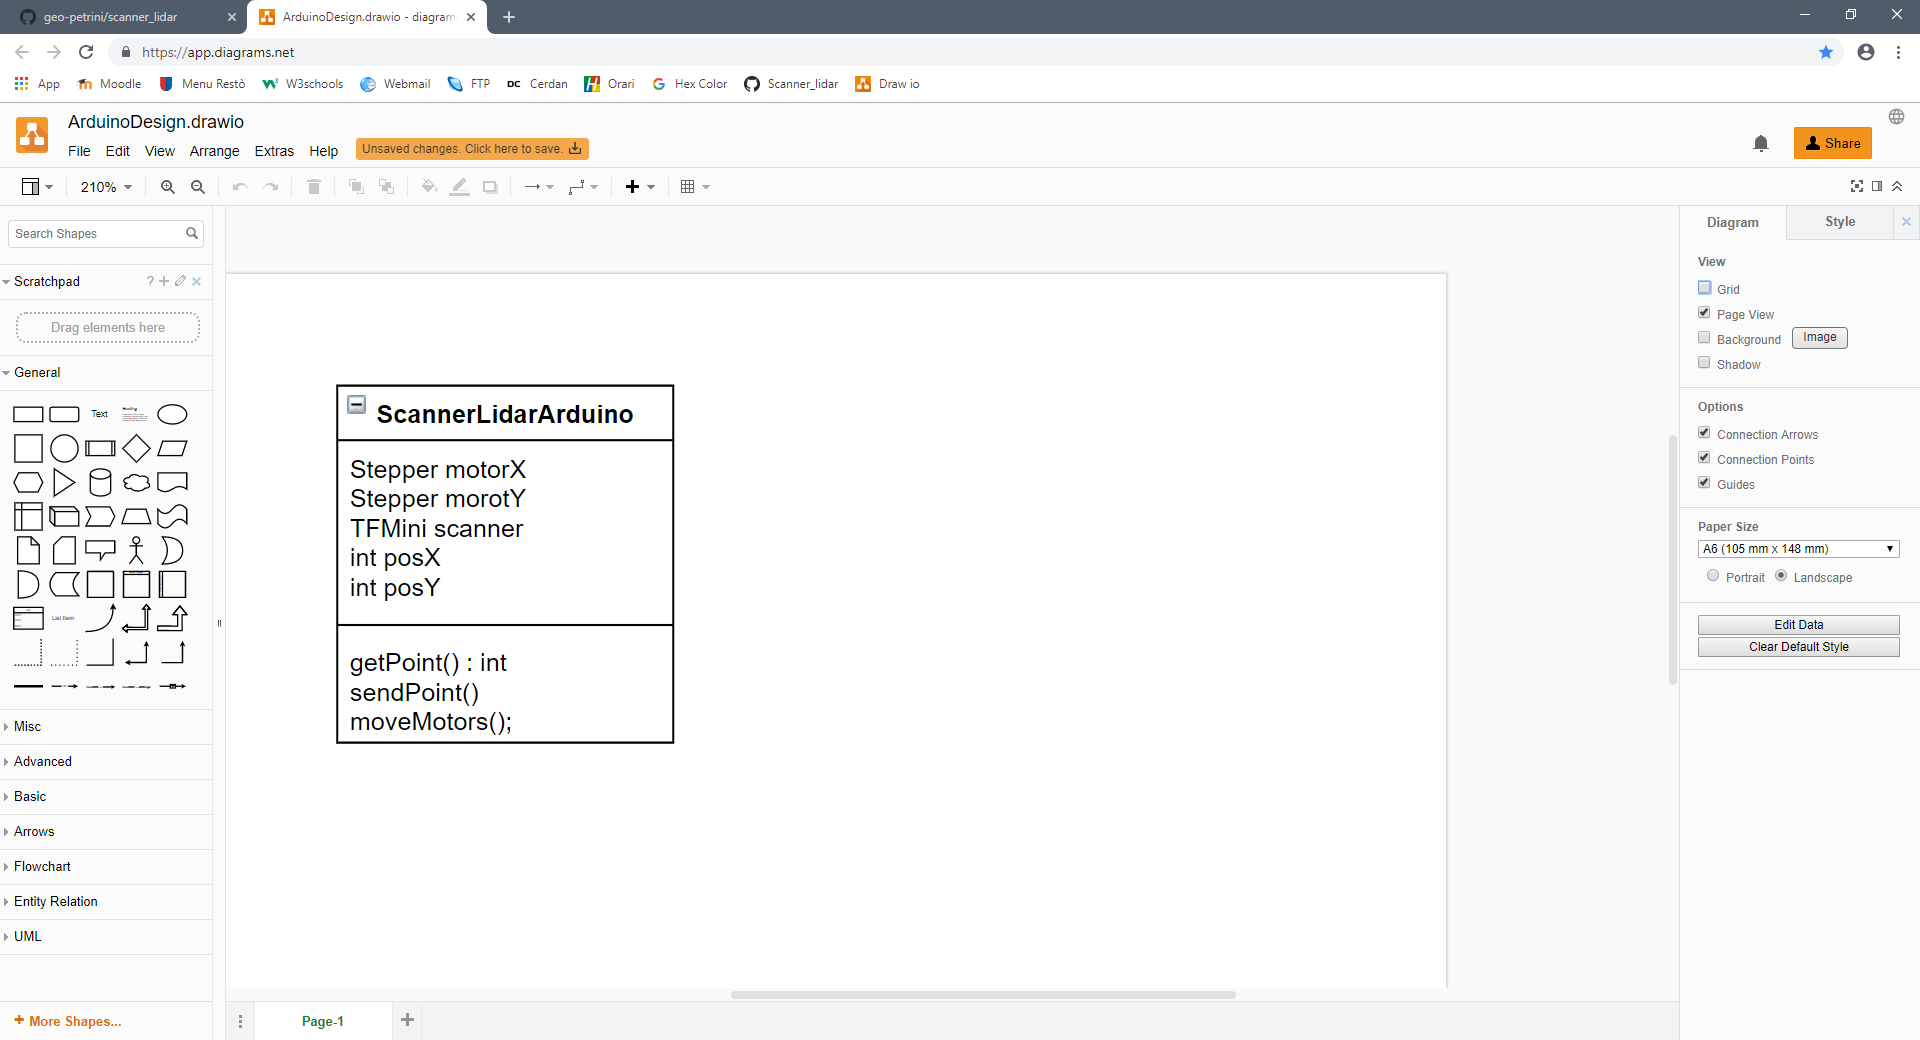 geo-petrini/scanner_lidar
ArduinoDesign.drawio - diagram
https://app.diagrams.net
App Moodle Menu Restò W3schools Webmail FTP DC Cerdan Orari Hex Color Scanner_lidar Draw io
ArduinoDesign.drawio
File Edit View Arrange Extras Help Unsaved changes. Click here to save.
Share
210%
Search Shapes
Scratchpad
?
Drag elements here
General
Text
Heading
List Item
Misc
Advanced
Basic
Arrows
Flowchart
Entity Relation
UML
More Shapes...
ScannerLidarArduino
Stepper motorX
Stepper morotY
TFMini scanner
int posX
int posY
getPoint() : int
sendPoint()
moveMotors();
Page-1
Diagram Style
View
Grid
Page View
Background Image
Shadow
Options
Connection Arrows
Connection Points
Guides
Paper Size
A6 (105 mm x 148 mm)
Portrait Landscape
Edit Data
Clear Default Style